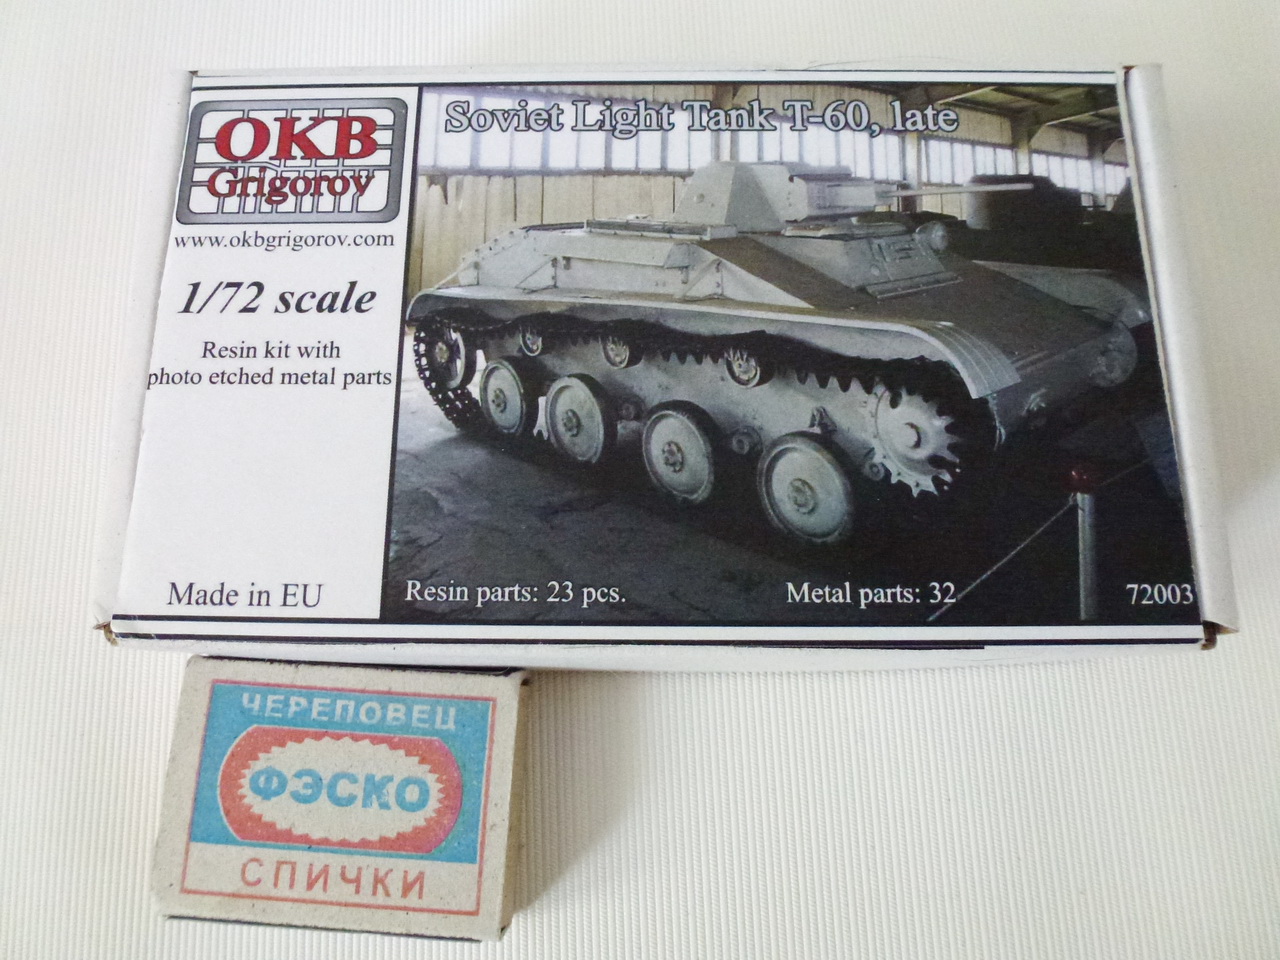 OKB
Grigorov
www.okbgrigorov.com
1/72 scale
Resin kit with
photo etched metal parts
Made in EU
Soviet Light Tank T-60, late
Resin parts: 23 pcs.
Metal parts: 32
72003
ЧЕРЕПОВЕЦ
ФЭСКО
СПИЧКИ